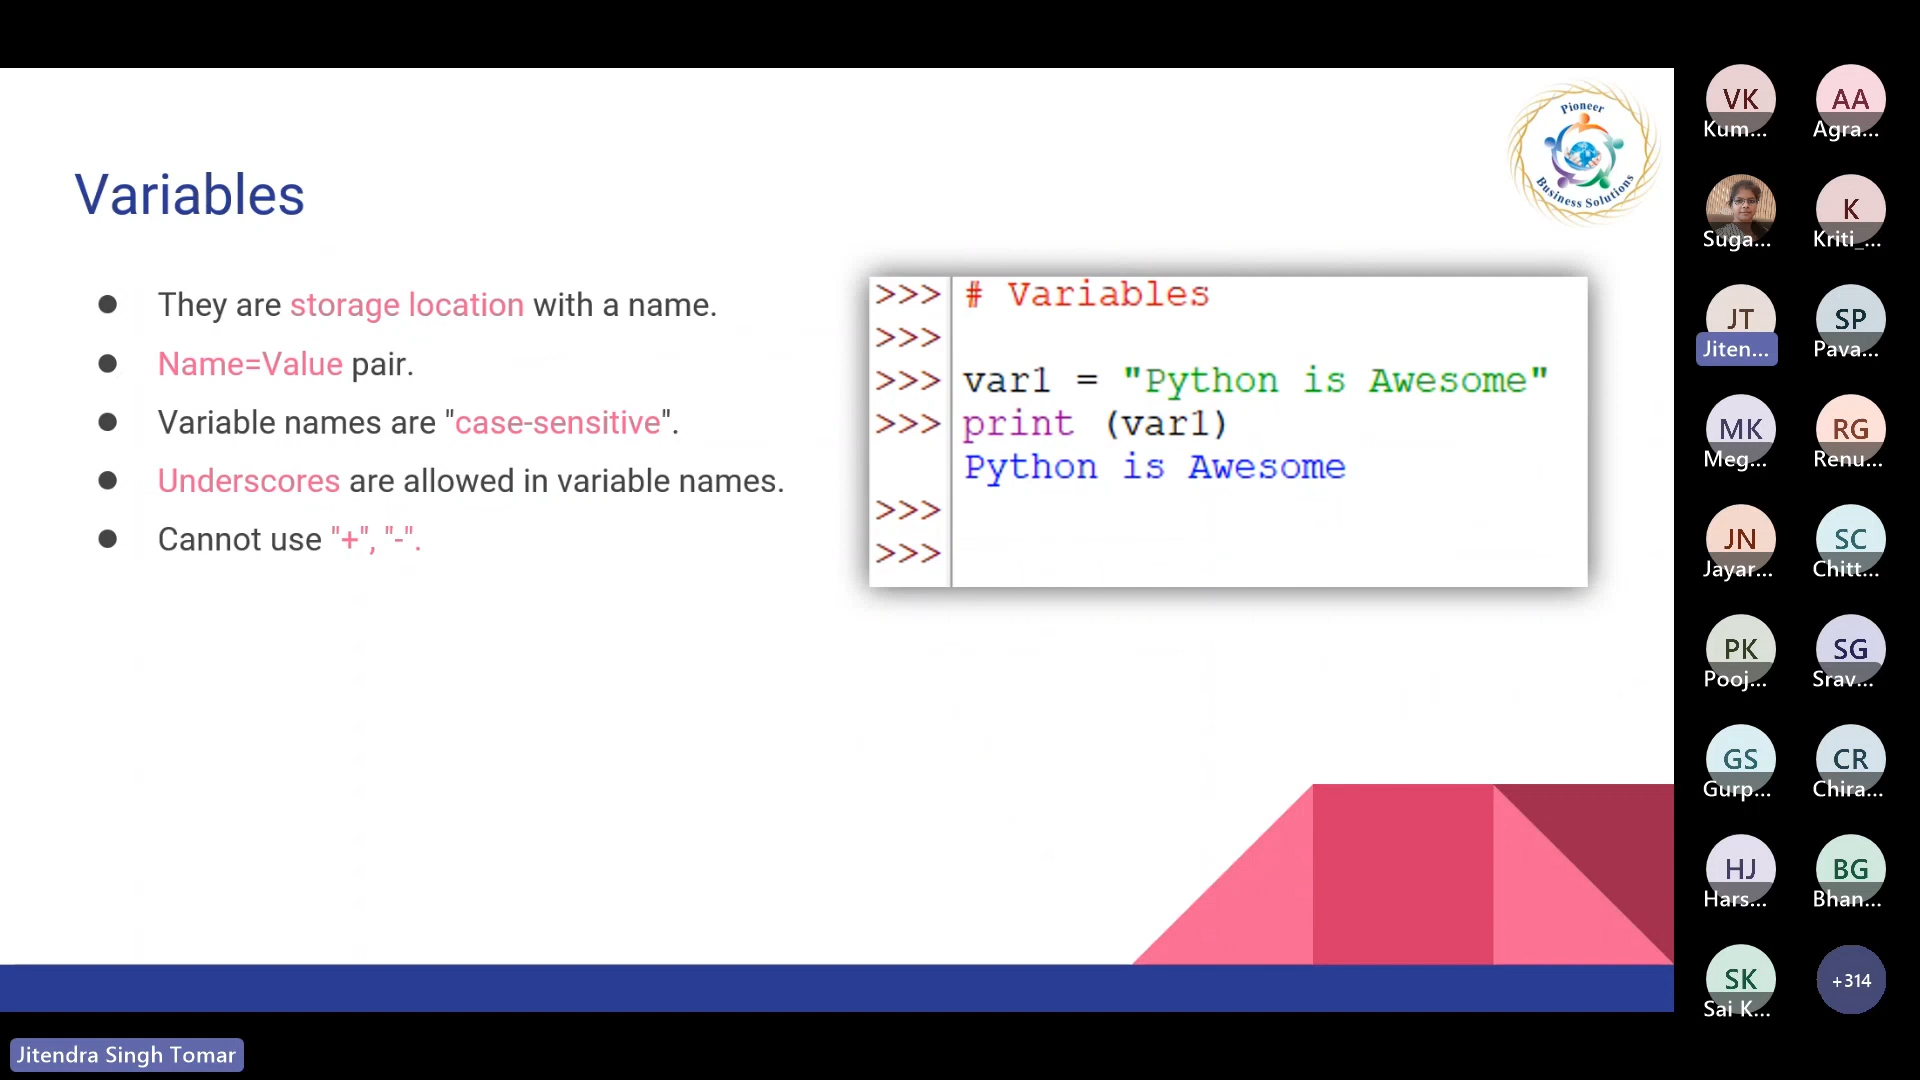 Pioneer
Business Solutions
Variables
They are storage location with a name.
Name=Value pair.
Variable names are "case-sensitive".
Underscores are allowed in variable names.
Cannot use "+", "-".
>>> # Variables
>>>
>>> var1 = "Python is Awesome"
>>> print (var1)
Python is Awesome
>>>
>>>
VK
Kum...
AA
Agra...
Suga...
K
Kriti_...
JT
Jiten...
SP
Pava...
MK
Meg...
RG
Renu...
JN
Jayar...
SC
Chitt...
PK
Pooj...
SG
Srav...
GS
Gurp...
CR
Chira...
HJ
Hars...
BG
Bhan...
SK
Sai K...
+314
Jitendra Singh Tomar